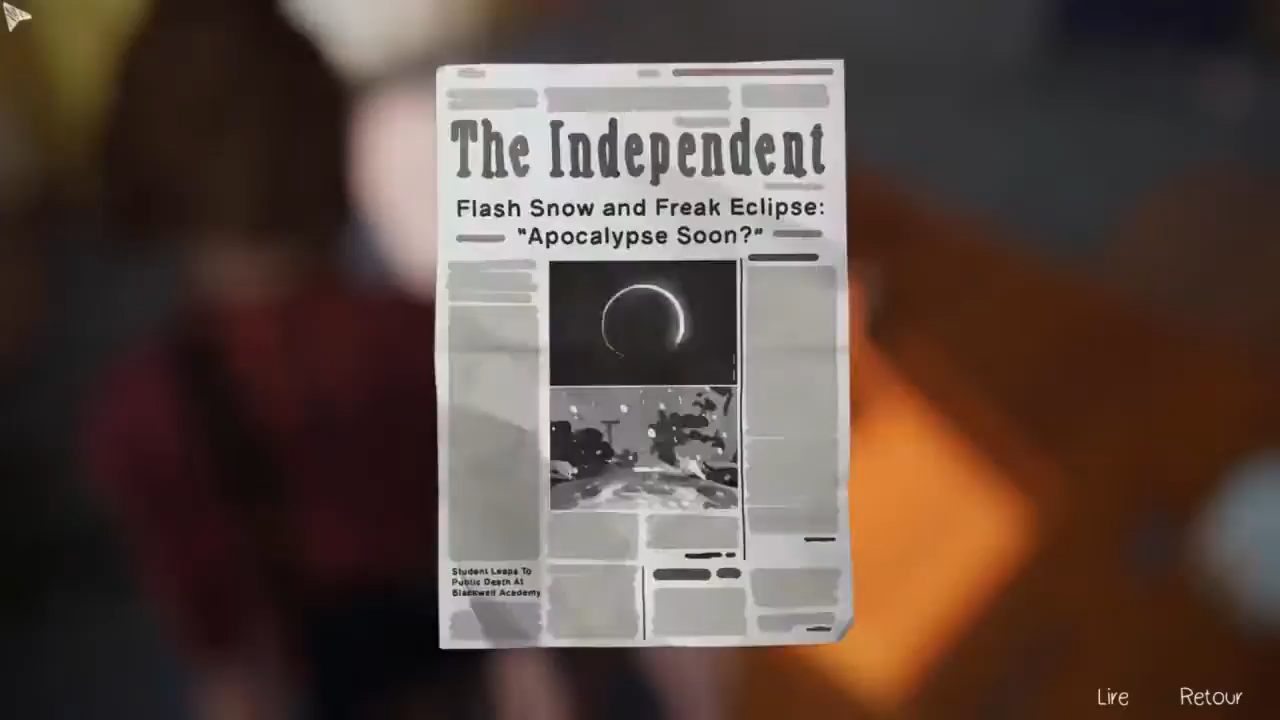 The Independent
Flash Snow and Freak Eclipse:
"Apocalypse Soon?"
Student Leaps To
Public Death At
Blackwell Academy
Lire
Retour